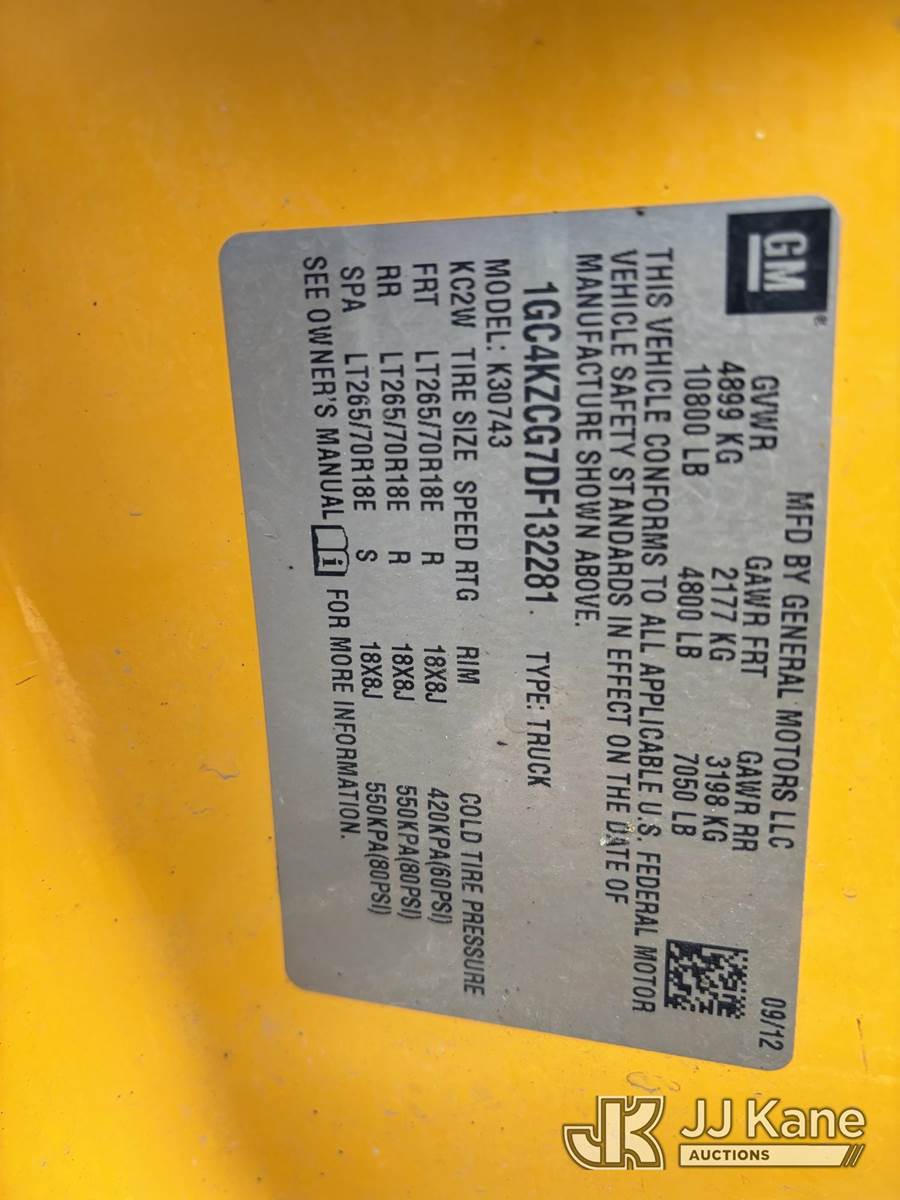 GM®
MFD BY GENERAL MOTORS LLC 09/12
GVWR GAWR FRT GAWR RR
4899 KG 2177 KG 3198 KG
10800 LB 4800 LB 7050 LB
THIS VEHICLE CONFORMS TO ALL APPLICABLE U.S. FEDERAL MOTOR
VEHICLE SAFETY STANDARDS IN EFFECT ON THE DATE OF
MANUFACTURE SHOWN ABOVE.
1GC4KZCG7DF132281 TYPE: TRUCK
MODEL: K30743
KC2W TIRE SIZE SPEED RTG RIM COLD TIRE PRESSURE
FRT LT265/70R18E R 18X8J 420KPA(60PSI)
RR LT265/70R18E R 18X8J 550KPA(80PSI)
SPA LT265/70R18E S 18X8J 550KPA(80PSI)
SEE OWNER'S MANUAL i FOR MORE INFORMATION.
JK JJ Kane
AUCTIONS